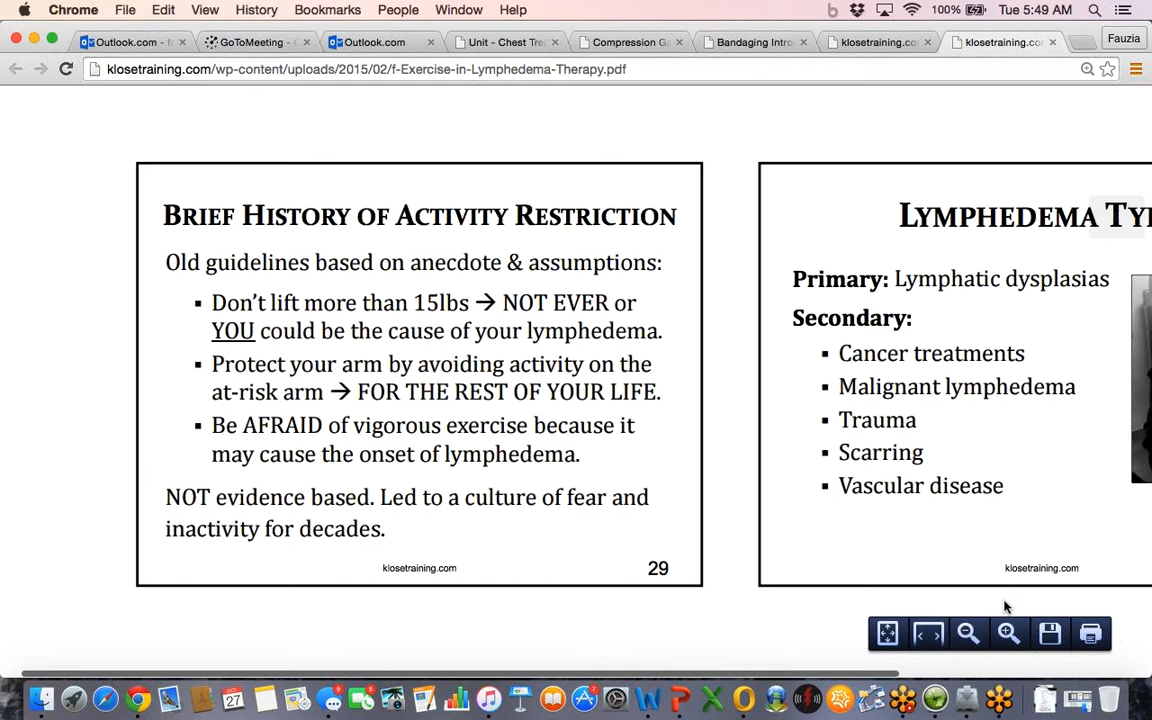 Chrome File Edit View History Bookmarks People Window Help 100% Tue 5:49 AM
Outlook.com - f GoToMeeting - C Outlook.com Unit - Chest Tre Compression Ga Bandaging Intro klosetraining.co klosetraining.co Fauzia
klosetraining.com/wp-content/uploads/2015/02/f-Exercise-in-Lymphedema-Therapy.pdf
BRIEF HISTORY OF ACTIVITY RESTRICTION
Old guidelines based on anecdote & assumptions:
▪ Don’t lift more than 15lbs → NOT EVER or
YOU could be the cause of your lymphedema.
▪ Protect your arm by avoiding activity on the
at-risk arm → FOR THE REST OF YOUR LIFE.
▪ Be AFRAID of vigorous exercise because it
may cause the onset of lymphedema.
NOT evidence based. Led to a culture of fear and
inactivity for decades.
klosetraining.com 29
LYMPHEDEMA TY
Primary: Lymphatic dysplasias
Secondary:
▪ Cancer treatments
▪ Malignant lymphedema
▪ Trauma
▪ Scarring
▪ Vascular disease
klosetraining.com
OCT
27